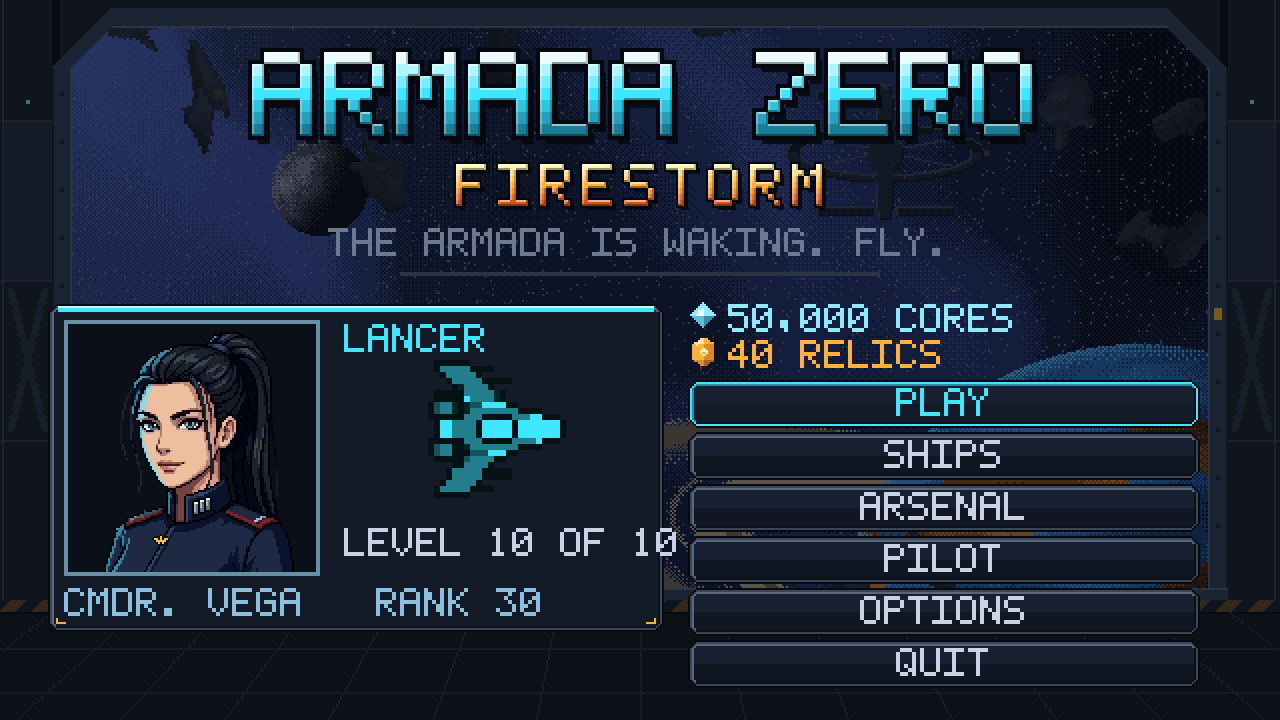 ARMADA ZERO
FIRESTORM
THE ARMADA IS WAKING. FLY.
LANCER
LEVEL 10 OF 10
CMDR. VEGA RANK 30
50,000 CORES
40 RELICS
PLAY
SHIPS
ARSENAL
PILOT
OPTIONS
QUIT